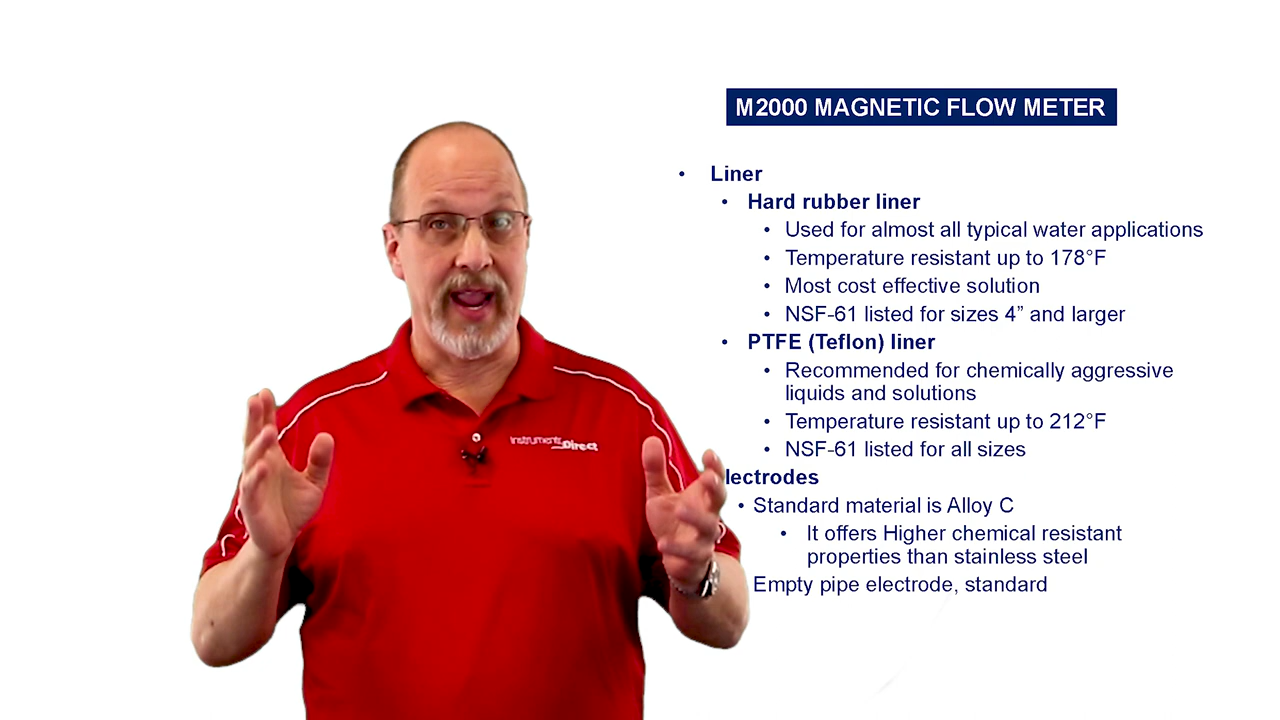 M2000 MAGNETIC FLOW METER
• Liner
• Hard rubber liner
• Used for almost all typical water applications
• Temperature resistant up to 178°F
• Most cost effective solution
• NSF-61 listed for sizes 4” and larger
• PTFE (Teflon) liner
• Recommended for chemically aggressive
liquids and solutions
• Temperature resistant up to 212°F
• NSF-61 listed for all sizes
lectrodes
• Standard material is Alloy C
• It offers Higher chemical resistant
properties than stainless steel
Empty pipe electrode, standard
Instruments
Direct